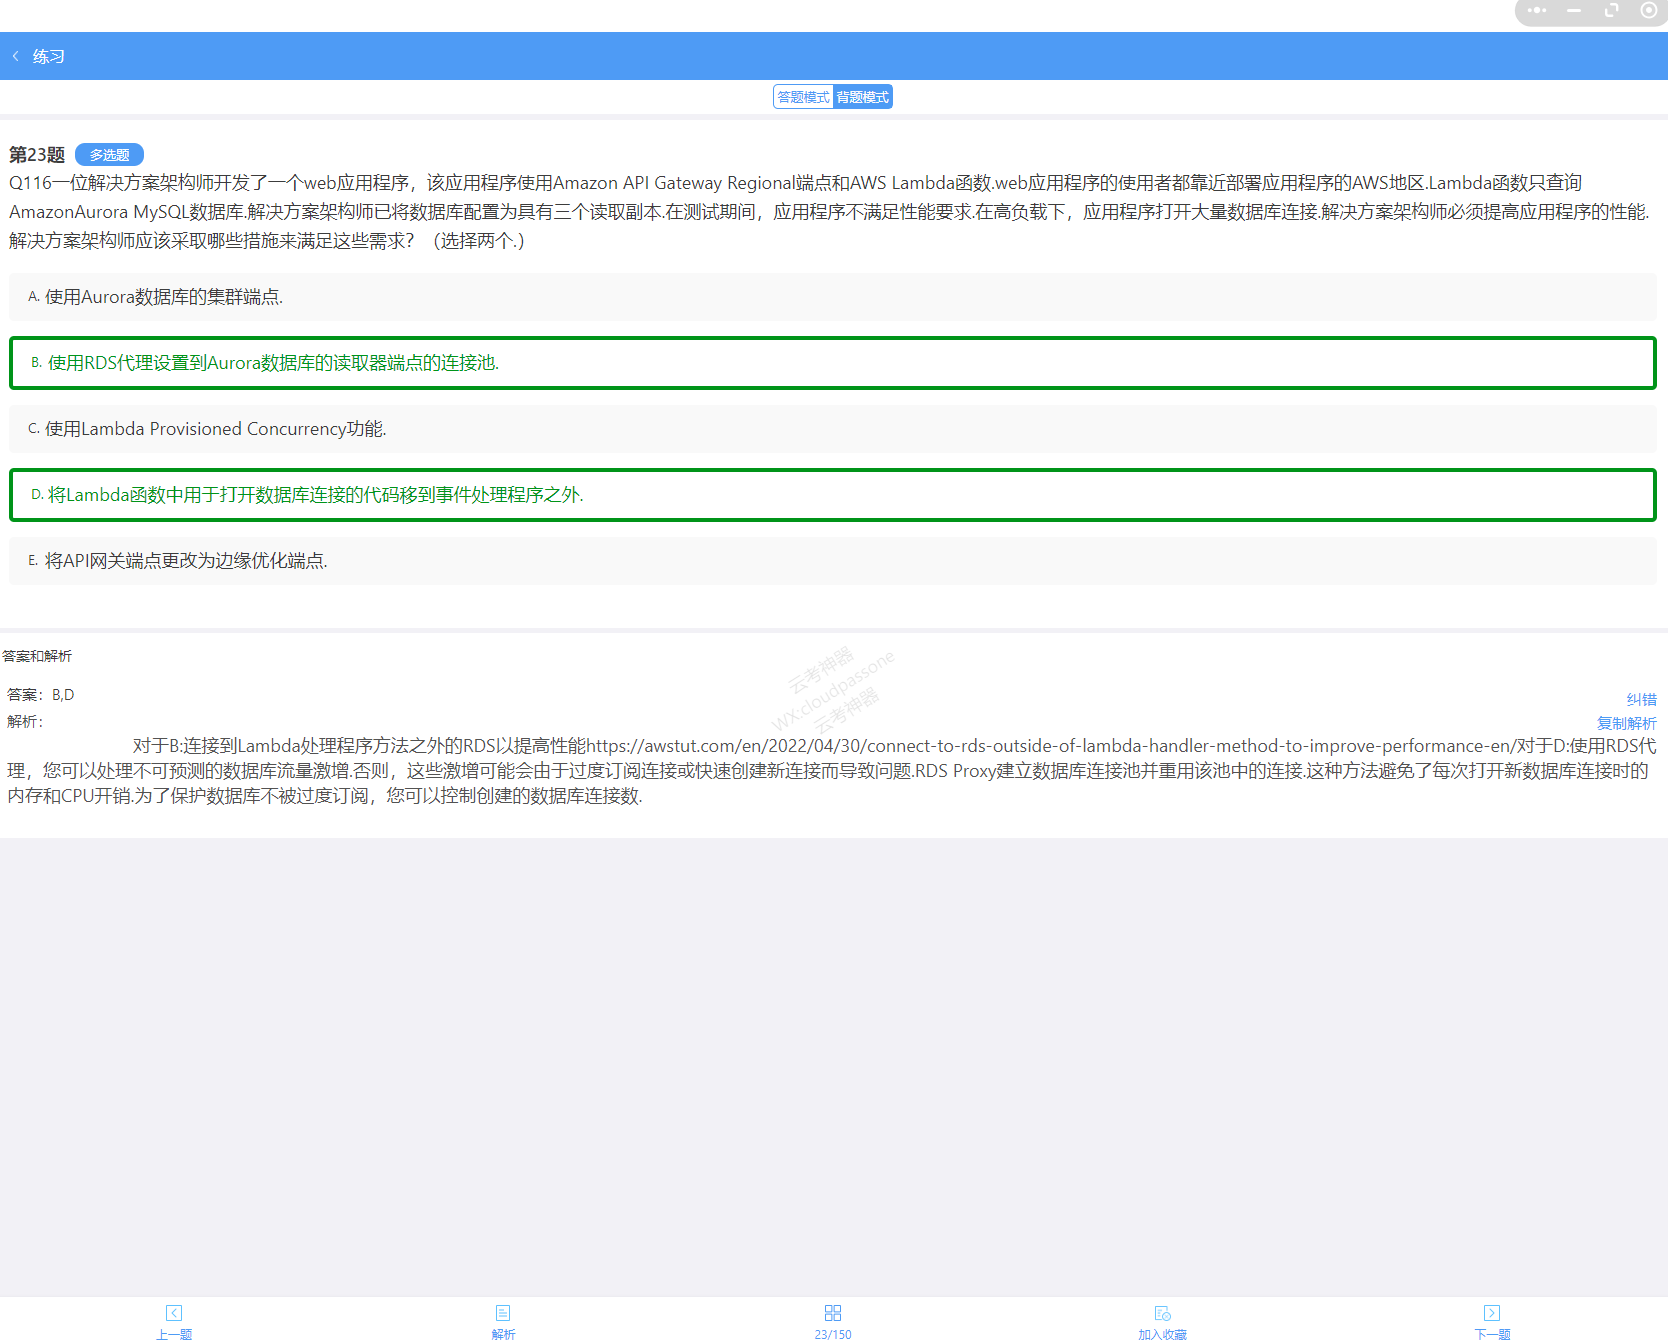 练习
答题模式 背题模式
第23题 多选题
Q116一位解决方案架构师开发了一个web应用程序，该应用程序使用Amazon API Gateway Regional端点和AWS Lambda函数.web应用程序的使用者都靠近部署应用程序的AWS地区.Lambda函数只查询
AmazonAurora MySQL数据库.解决方案架构师已将数据库配置为具有三个读取副本.在测试期间，应用程序不满足性能要求.在高负载下，应用程序打开大量数据库连接.解决方案架构师必须提高应用程序的性能.
解决方案架构师应该采取哪些措施来满足这些需求？（选择两个.）
A. 使用Aurora数据库的集群端点.
B. 使用RDS代理设置到Aurora数据库的读取器端点的连接池.
C. 使用Lambda Provisioned Concurrency功能.
D. 将Lambda函数中用于打开数据库连接的代码移到事件处理程序之外.
E. 将API网关端点更改为边缘优化端点.
答案和解析
云考神器
WX:cloudpassone
云考神器
答案：B,D
纠错
解析：
复制解析
对于B:连接到Lambda处理程序方法之外的RDS以提高性能https://awstut.com/en/2022/04/30/connect-to-rds-outside-of-lambda-handler-method-to-improve-performance-en/对于D:使用RDS代
理，您可以处理不可预测的数据库流量激增.否则，这些激增可能会由于过度订阅连接或快速创建新连接而导致问题.RDS Proxy建立数据库连接池并重用该池中的连接.这种方法避免了每次打开新数据库连接时的
内存和CPU开销.为了保护数据库不被过度订阅，您可以控制创建的数据库连接数.
上一题 解析 23/150 加入收藏 下一题